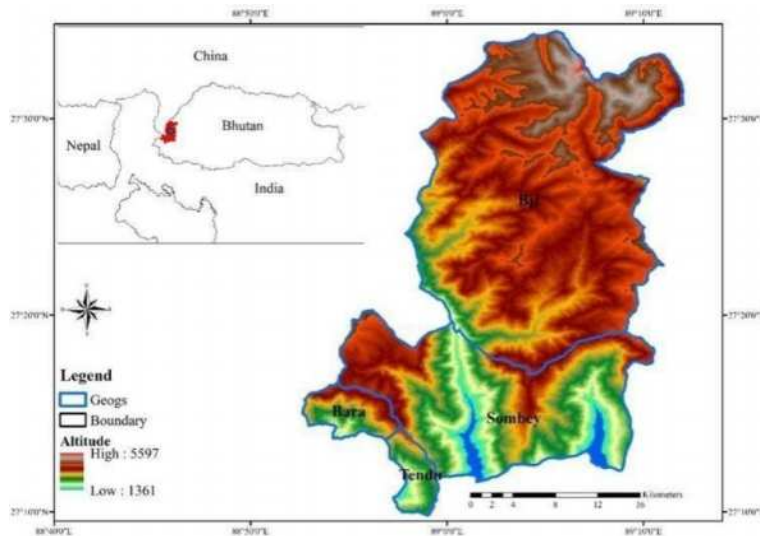 88°50'0"E
89°0'0"E
89°10'0"E
China
Nepal
Bhutan
India
27°30'0"N
27°30'0"N
Bji
27°20'0"N
27°20'0"N
Legend
Geogs
Boundary
Altitude
High : 5597
Low : 1361
Bara
Sombey
Tendu
Kilometers
0 2 4 8 12 16
27°10'0"N
27°10'0"N
88°40'0"E
88°50'0"E
89°0'0"E
89°10'0"E